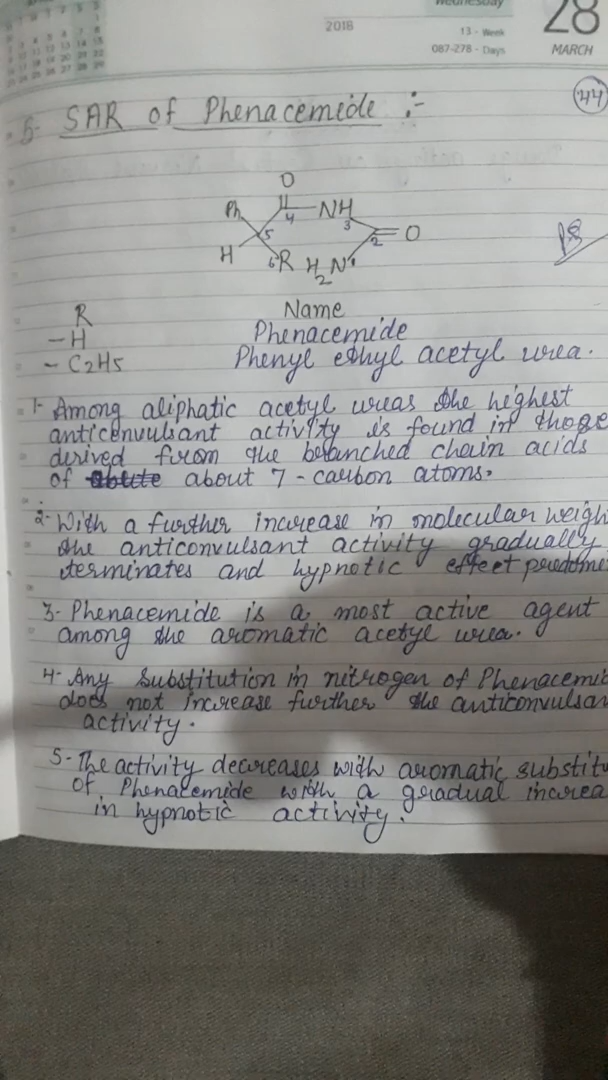 Wednesday
28
2018
13 - Week
087-278 - Days
MARCH
44
5- SAR of Phenacemide :-
O
Ph
4
NH
3
5
2
O
H
6
R
H2N
1
R
Name
- H
Phenacemide
- C2H5
Phenyl ethyl acetyl urea.
1- Among aliphatic acetyl ureas the highest
anticonvulsant activity is found in those
derived from the branched chain acids
of about 7 - carbon atoms.
2- With a further increase in molecular weigh
the anticonvulsant activity gradually
terminates and hypnotic effect predomi
3- Phenacemide is a most active agent
among the aromatic acetyl urea.
4- Any substitution in nitrogen of Phenacemid
does not increase further the anticonvulsan
activity.
5- The activity decreases with aromatic substitu
of Phenacemide with a gradual increa
in hypnotic activity.